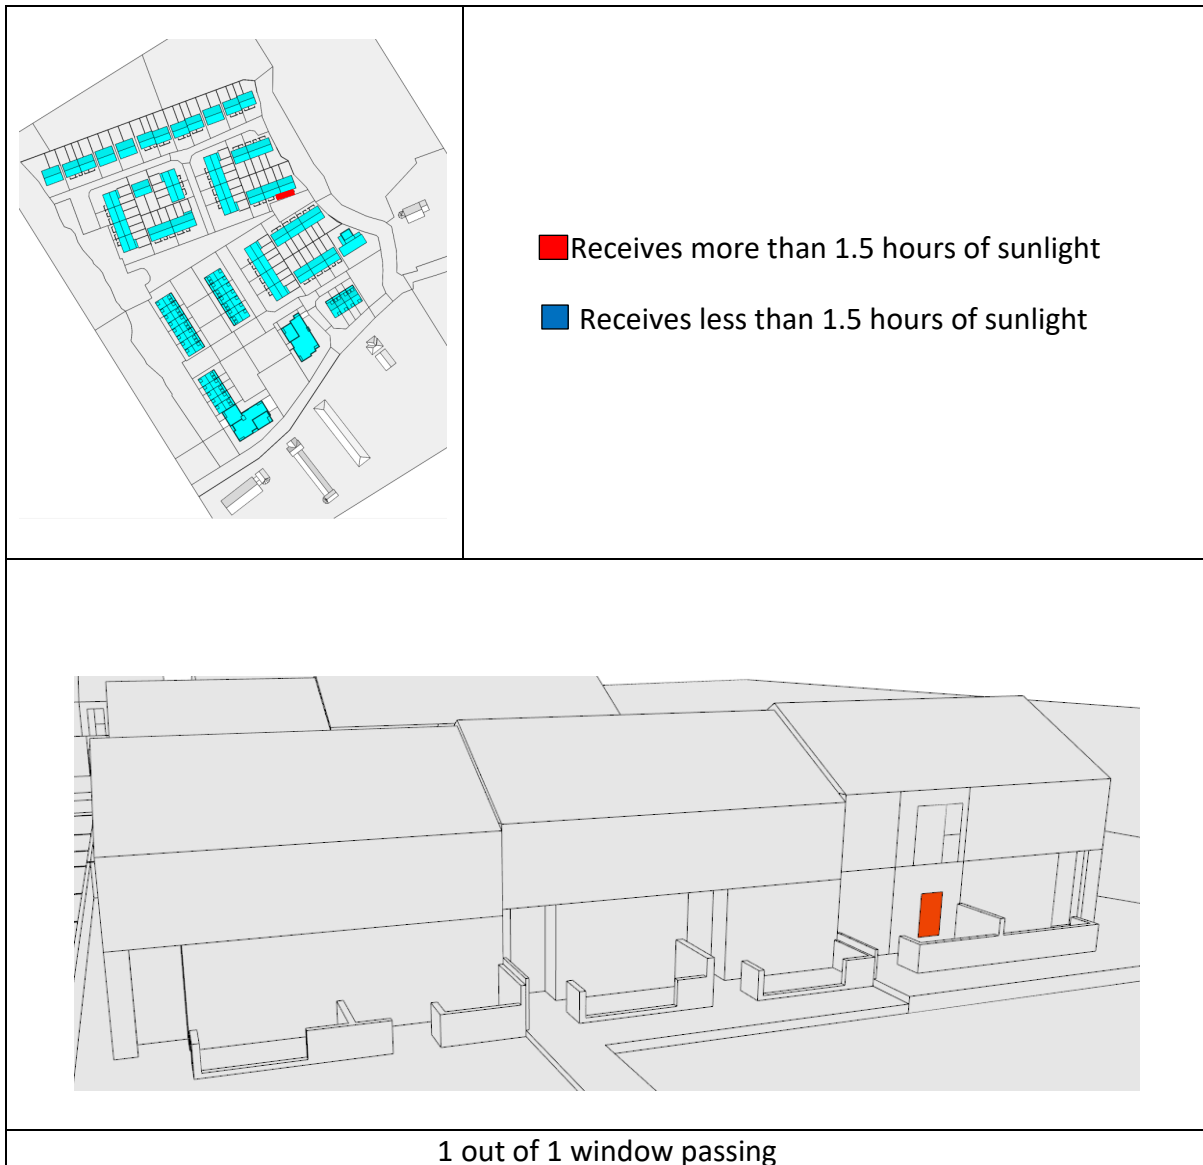 Receives more than 1.5 hours of sunlight
Receives less than 1.5 hours of sunlight
1 out of 1 window passing